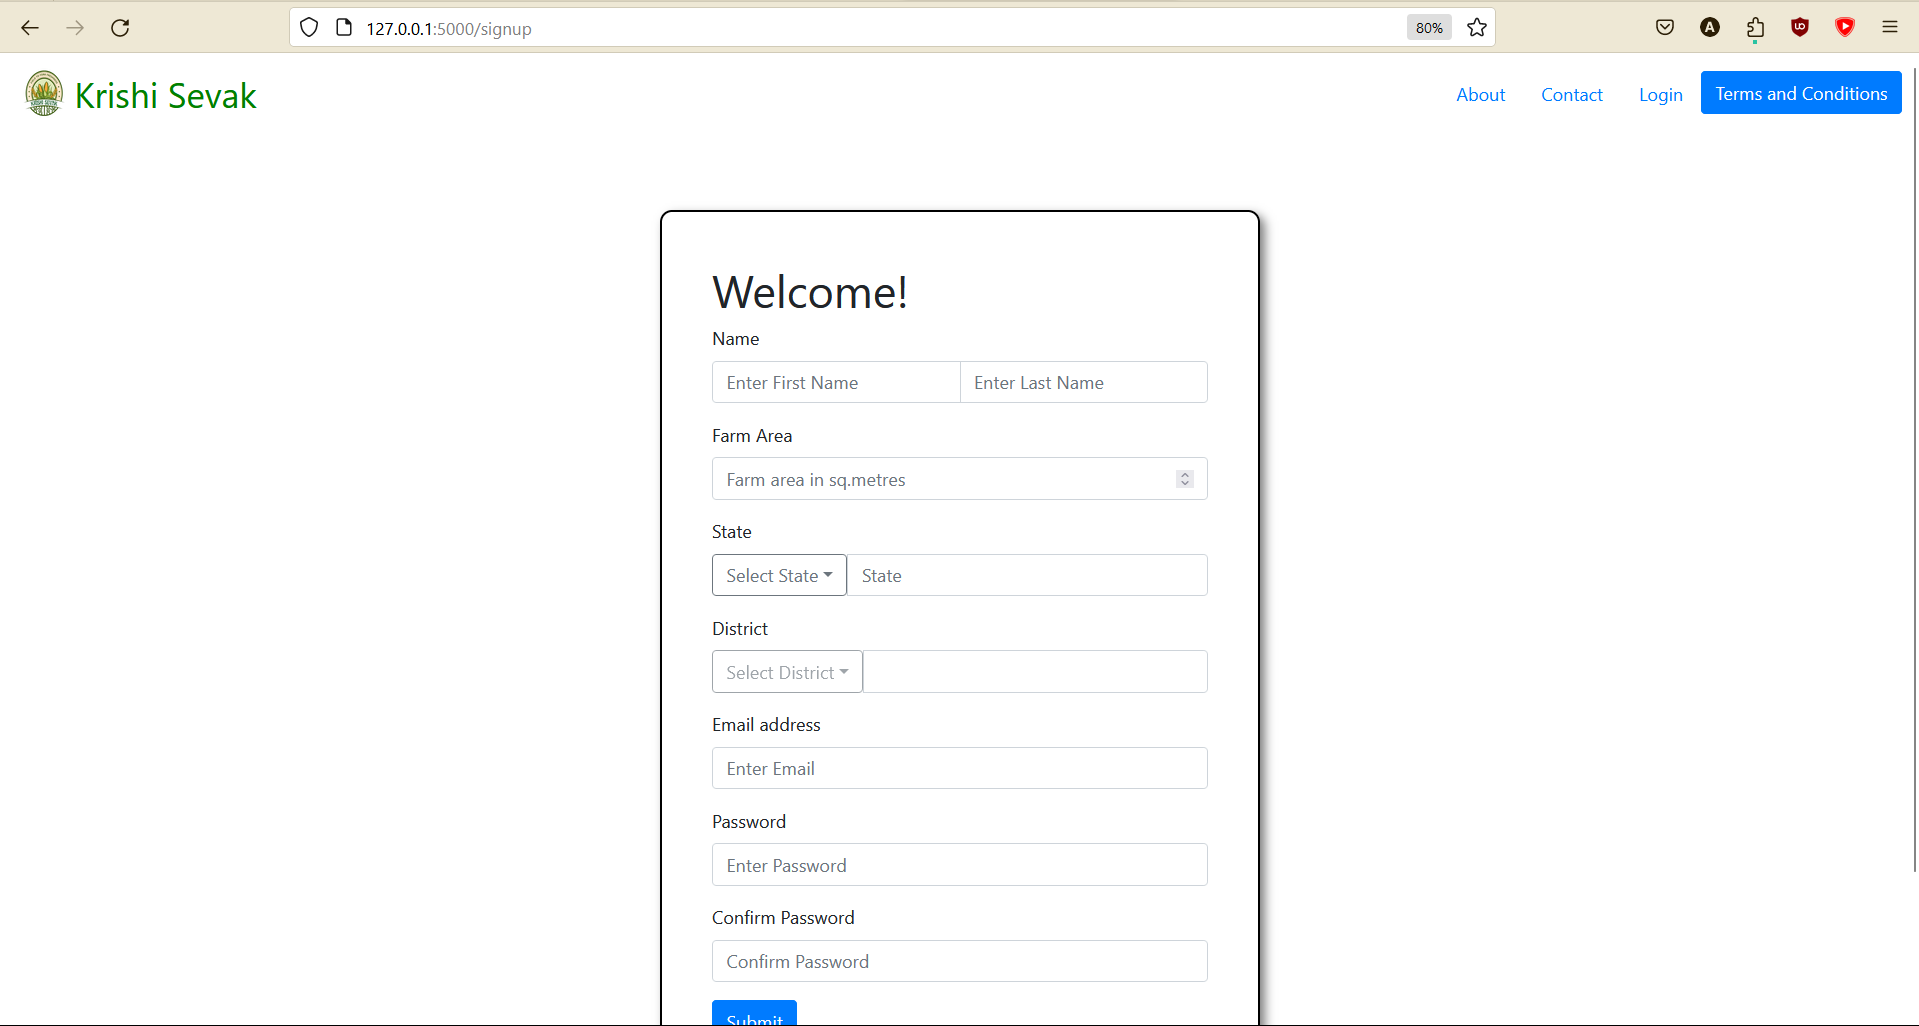 127.0.0.1:5000/signup
80%
Krishi Sevak
About Contact Login Terms and Conditions
Welcome!
Name
Enter First Name Enter Last Name
Farm Area
Farm area in sq.metres
State
Select State State
District
Select District
Email address
Enter Email
Password
Enter Password
Confirm Password
Confirm Password
Submit